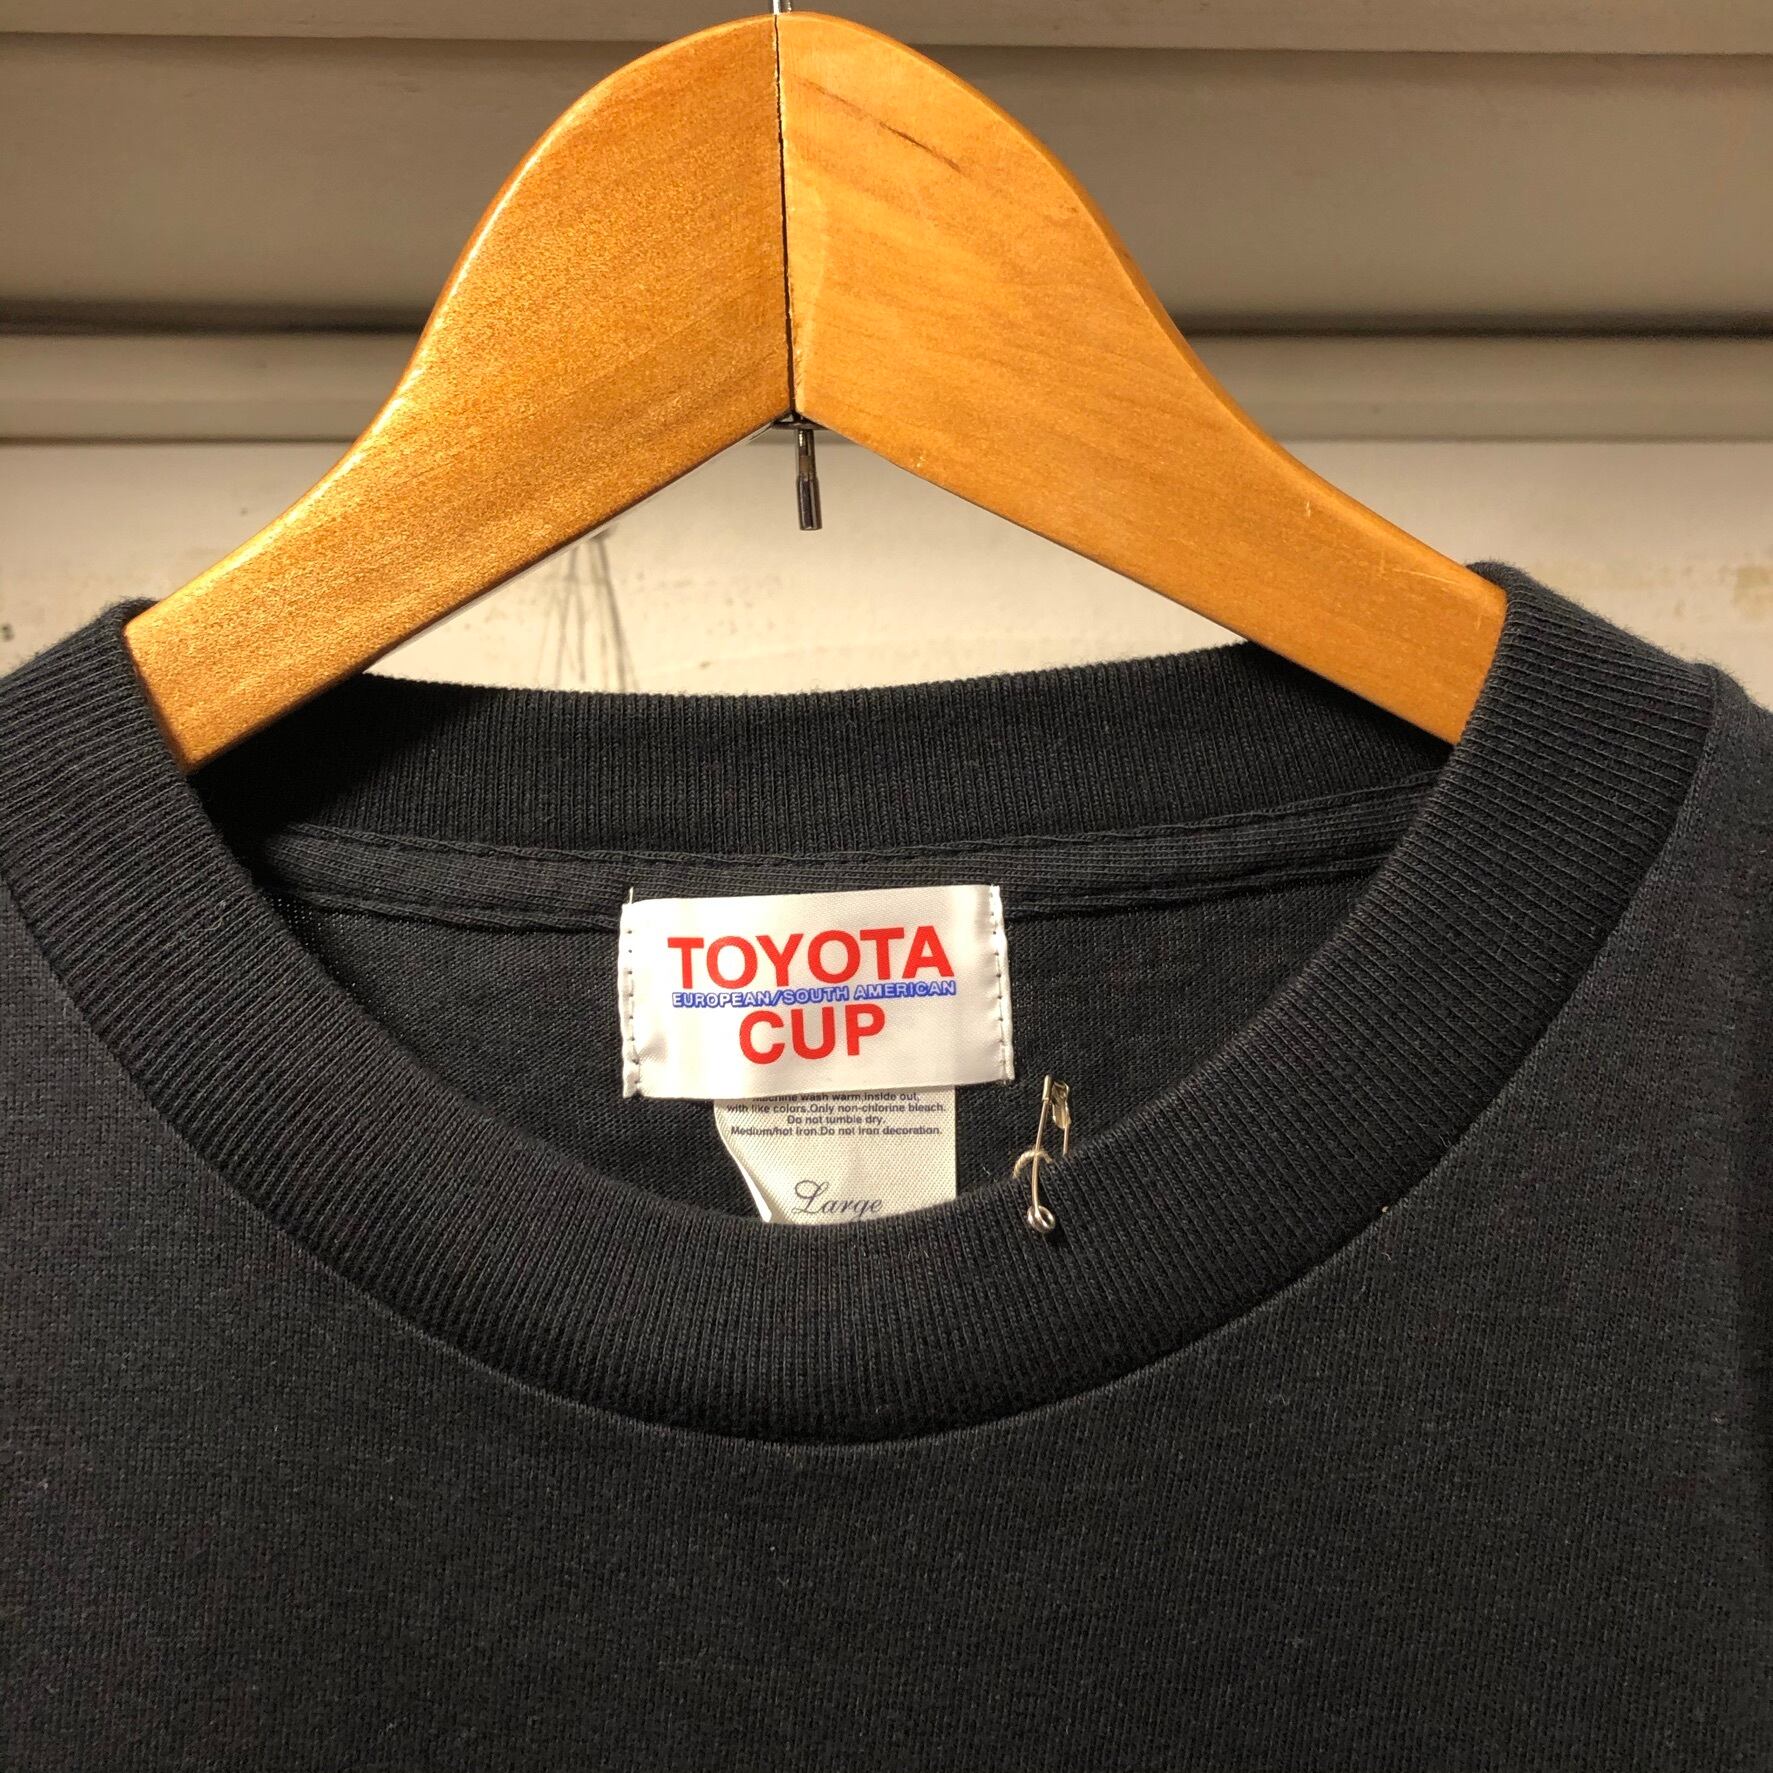 TOYOTA
EUROPEAN/SOUTH AMERICAN
CUP
Machine wash warm,inside out,
with like colors.Only non-chlorine bleach.
Do not tumble dry.
Medium/hot iron.Do not iron decoration.
Large